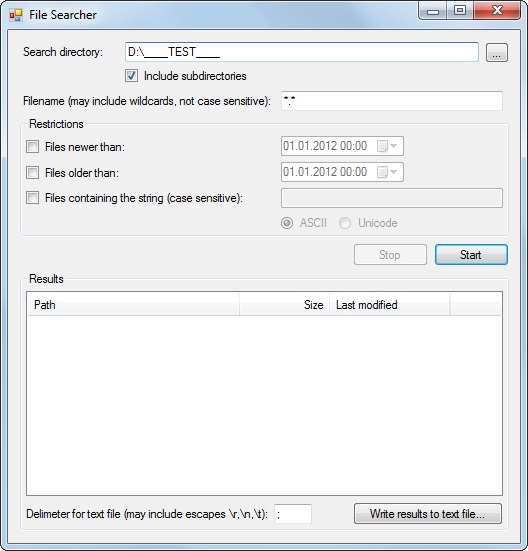 File Searcher
Search directory: D:\____TEST____ ...
Include subdirectories
Filename (may include wildcards, not case sensitive): *.*
Restrictions
Files newer than: 01.01.2012 00:00
Files older than: 01.01.2012 00:00
Files containing the string (case sensitive):
ASCII Unicode
Stop Start
Results
Path Size Last modified
Delimeter for text file (may include escapes \r,\n,\t): ; Write results to text file...